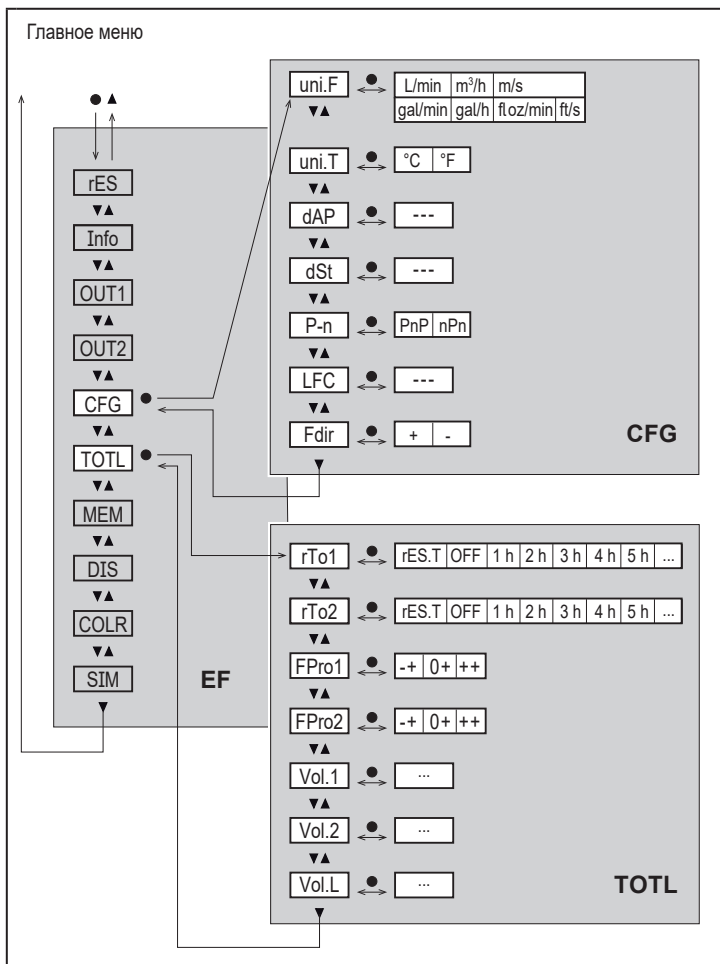 Главное меню
rES
Info
OUT1
OUT2
CFG
TOTL
MEM
DIS
COLR
SIM
EF
uni.F L/min m³/h m/s
gal/min gal/h fl.oz/min ft/s
uni.T °C °F
dAP ---
dSt ---
P-n PnP nPn
LFC ---
Fdir + -
CFG
rTo1 rES.T OFF 1 h 2 h 3 h 4 h 5 h ...
rTo2 rES.T OFF 1 h 2 h 3 h 4 h 5 h ...
FPro1 -+ 0+ ++
FPro2 -+ 0+ ++
Vol.1 ...
Vol.2 ...
Vol.L ...
TOTL